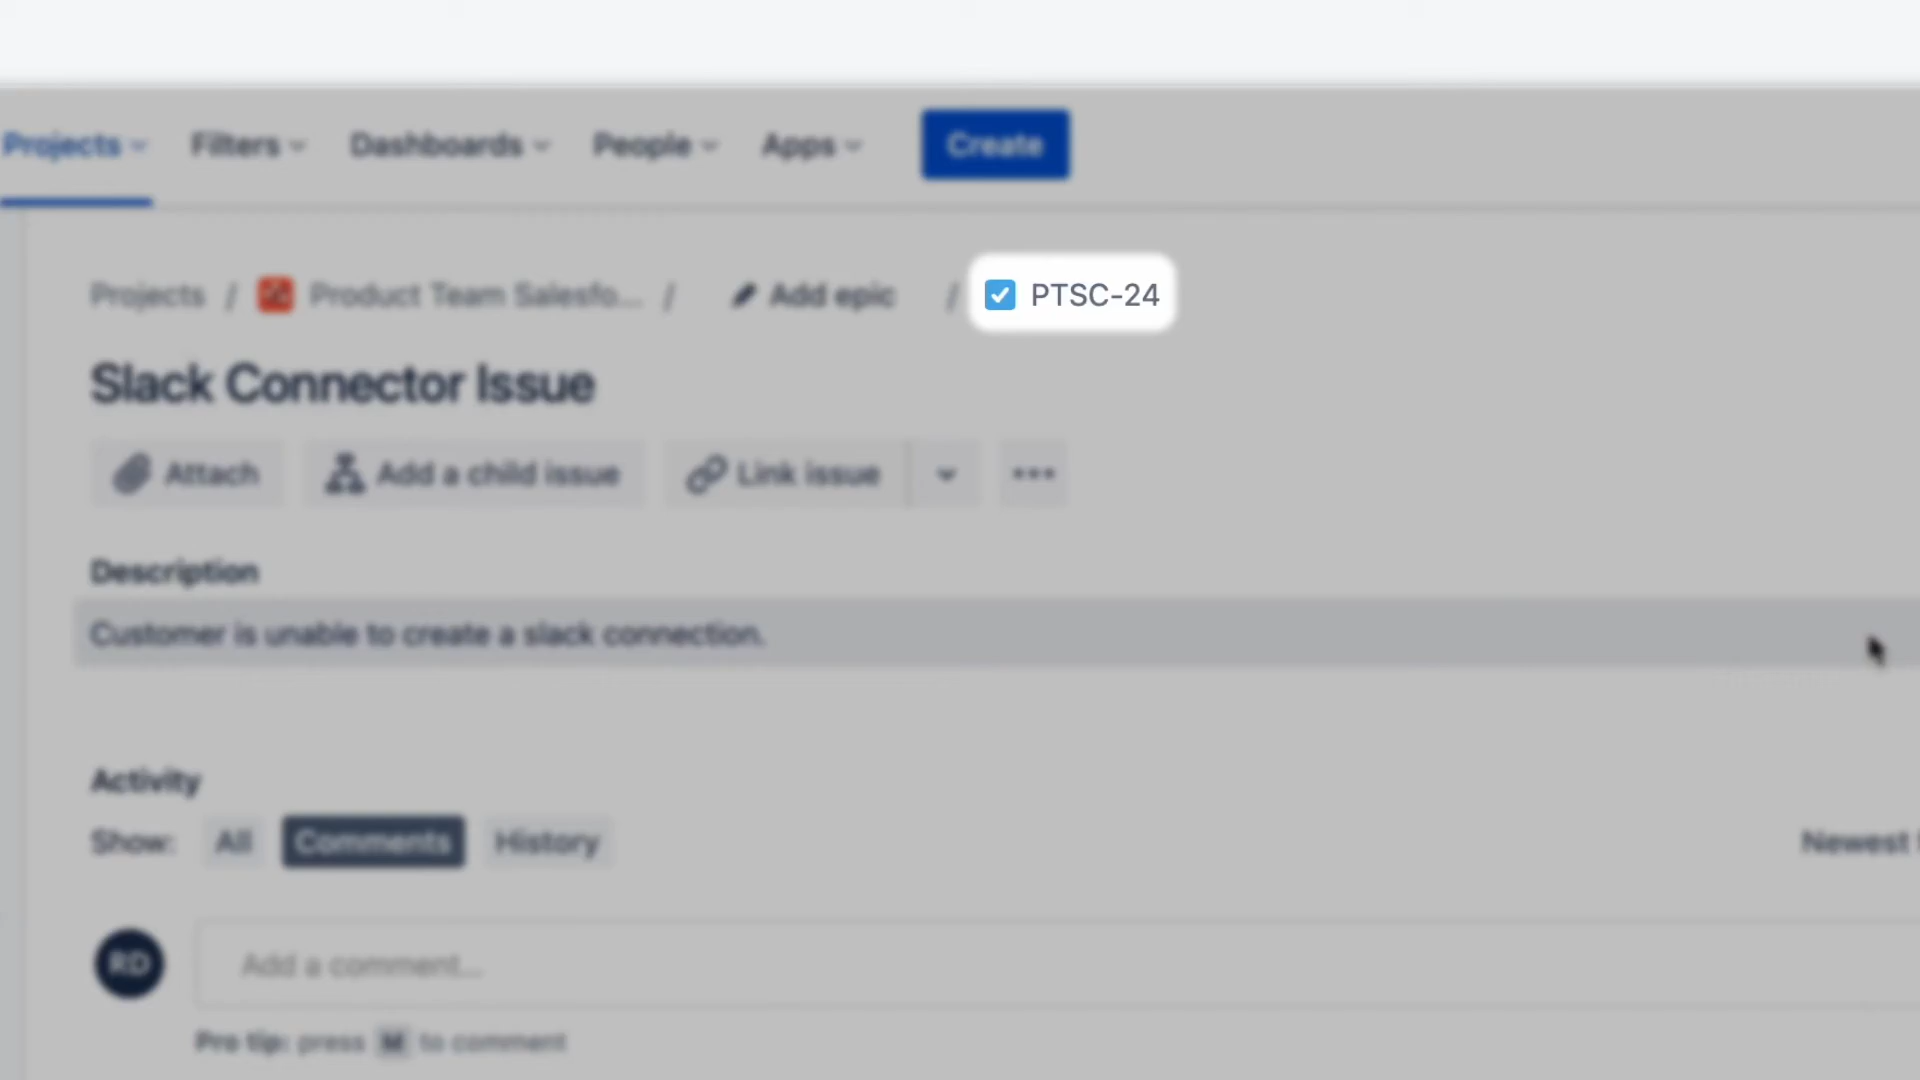 Projects Filters Dashboards People Apps Create
Projects / Product Team Salesfo... / Add epic / PTSC-24
Slack Connector Issue
Attach Add a child issue Link issue
Description
Customer is unable to create a slack connection.
Activity
Show: All Comments History Newest
RD Add a comment...
Pro tip: press M to comment